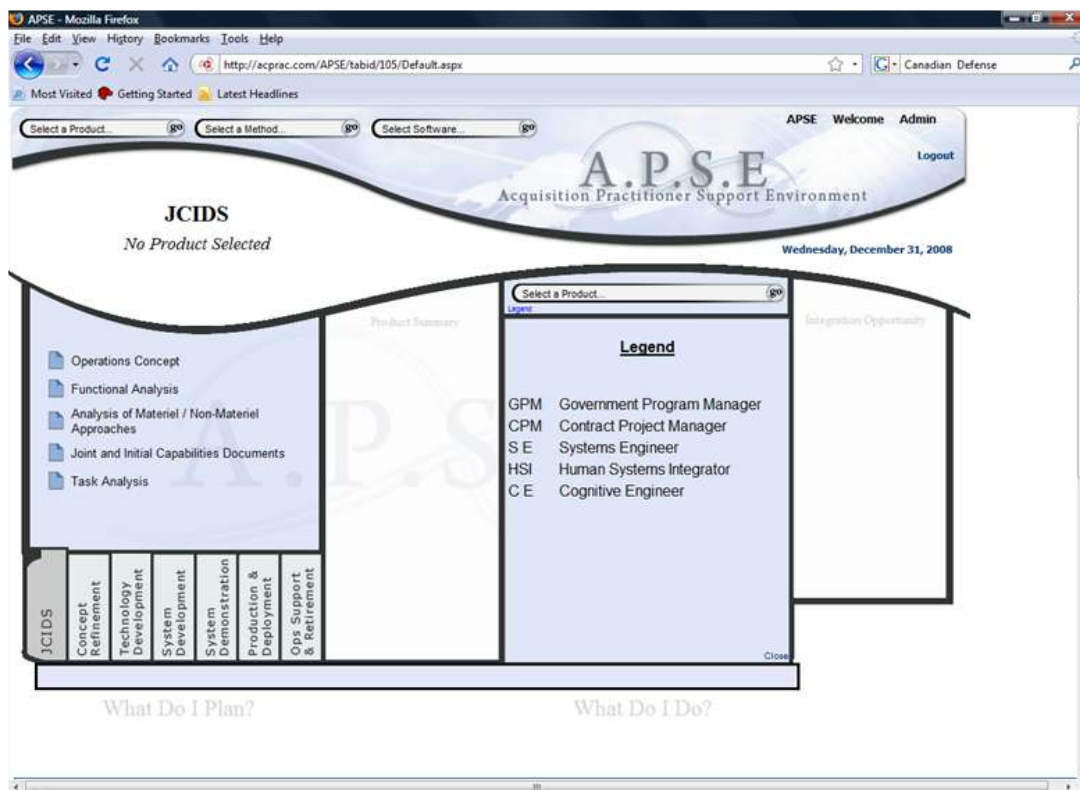 APSE - Mozilla Firefox
File Edit View History Bookmarks Tools Help
http://acprac.com/APSE/tabid/105/Default.aspx
G Canadian Defense
Most Visited Getting Started Latest Headlines
Select a Product... go Select a Method... go Select Software... go
APSE Welcome Admin
Logout
A.P.S.E
Acquisition Practitioner Support Environment
JCIDS
No Product Selected
Wednesday, December 31, 2008
Select a Product... go
Legend
Product Summary
Integration Opportunity
Operations Concept
Functional Analysis
Analysis of Materiel / Non-Materiel
Approaches
Joint and Initial Capabilities Documents
Task Analysis
A.P.S
Legend
GPM Government Program Manager
CPM Contract Project Manager
S E Systems Engineer
HSI Human Systems Integrator
C E Cognitive Engineer
Close
JCIDS
Concept
Refinement
Technology
Development
System
Development
System
Demonstration
Production &
Deployment
Ops Support
& Retirement
What Do I Plan?
What Do I Do?